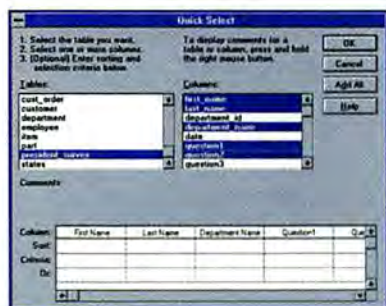 Quick Select
1. Select the table you want.
2. Select one or more columns.
3. (Optional) Enter sorting and
selection criteria below.
To display comments for a
table or column, press and hold
the right mouse button.
OK
Cancel
Add All
Help
Tables:
cust_order
customer
department
employee
item
part
president_survey
states
Columns:
first_name
last_name
department_id
department_name
date
question1
question2
question3
Comments:
Column: First Name Last Name Department Name Question1
Sort:
Criteria:
Or: